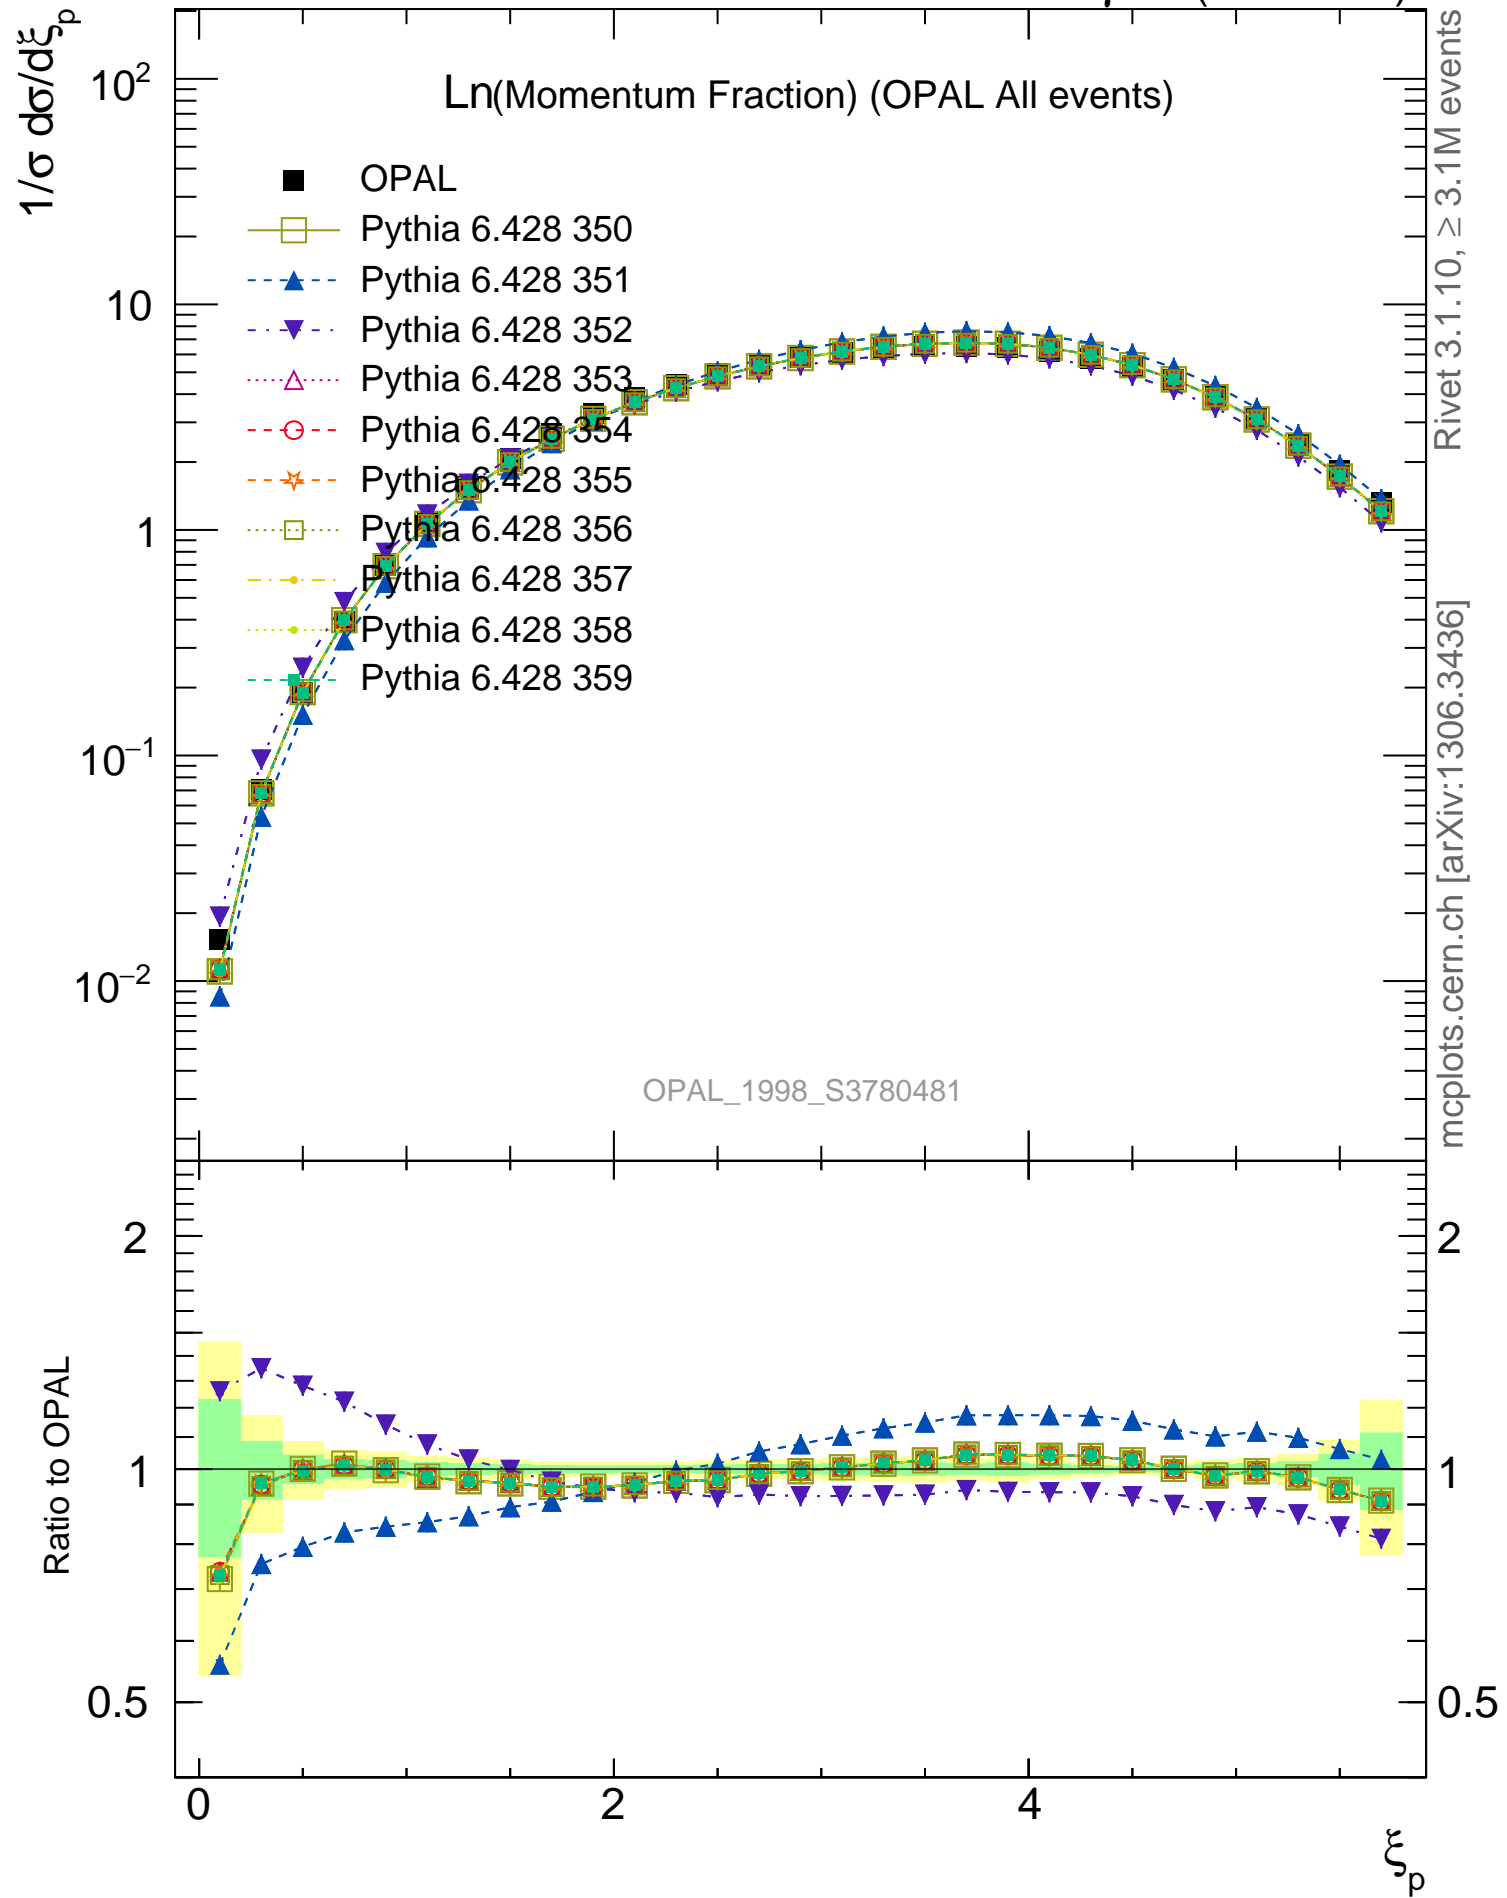 1/σ dσ/dξp
10²
10
1
10⁻¹
10⁻²
Ln(Momentum Fraction) (OPAL All events)
OPAL
Pythia 6.428 350
Pythia 6.428 351
Pythia 6.428 352
Pythia 6.428 353
Pythia 6.428 354
Pythia 6.428 355
Pythia 6.428 356
Pythia 6.428 357
Pythia 6.428 358
Pythia 6.428 359
OPAL_1998_S3780481
Rivet 3.1.10, ≥ 3.1M events
mcplots.cern.ch [arXiv:1306.3436]
Ratio to OPAL
2
1
0.5
2
1
0.5
0
2
4
ξp